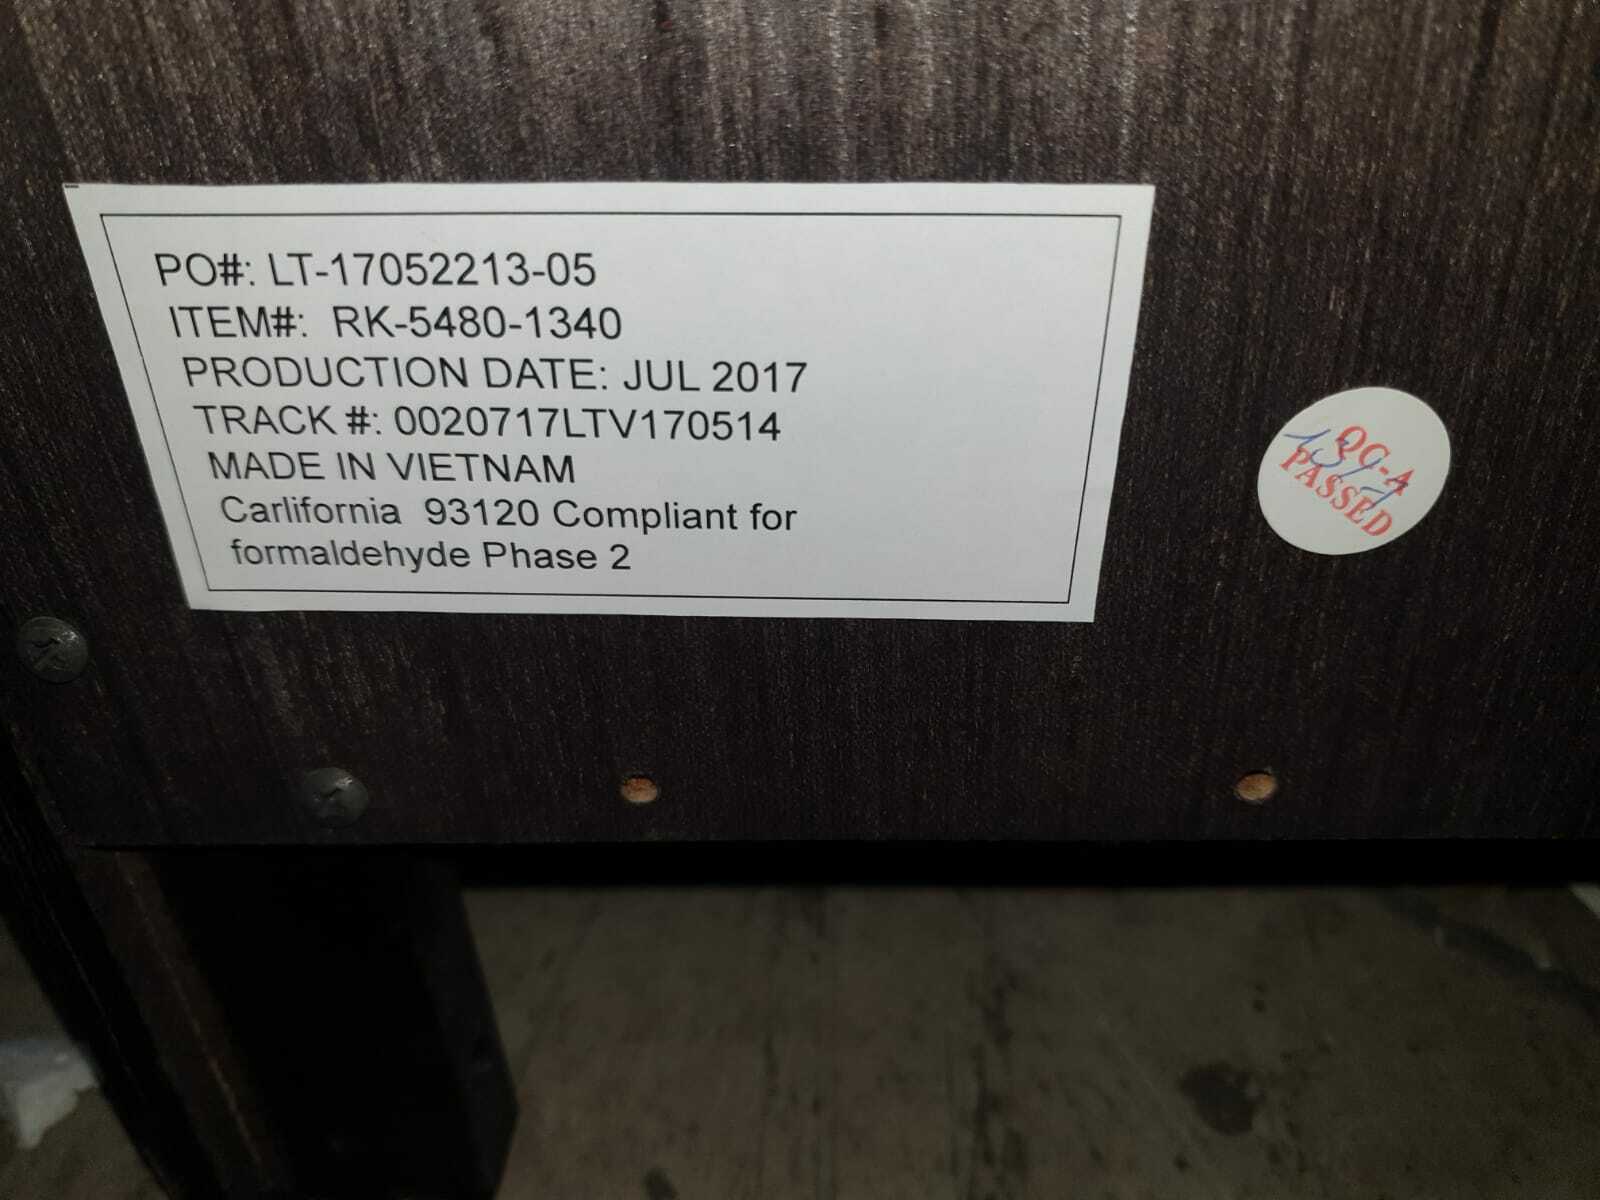 PO#: LT-17052213-05
ITEM#: RK-5480-1340
PRODUCTION DATE: JUL 2017
TRACK #: 0020717LTV170514
MADE IN VIETNAM
Carlifornia 93120 Compliant for
formaldehyde Phase 2
QC-A
PASSED